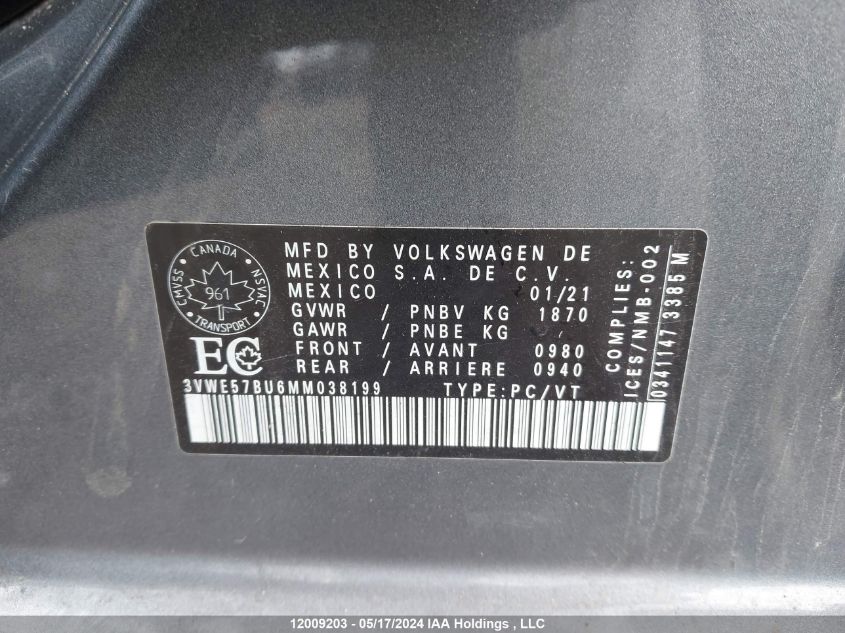 CANADA
CMVSS
NSVAC
961
TRANSPORT
EC
MFD BY VOLKSWAGEN DE
MEXICO S.A. DE C.V.
MEXICO 01/21
GVWR / PNBV KG 1870
GAWR / PNBE KG
FRONT / AVANT 0980
REAR / ARRIERE 0940
3VWE57BU6MM038199 TYPE:PC/VT
COMPLIES:
ICES/NMB-002
03411147 3385 M
12009203 - 05/17/2024 IAA Holdings , LLC